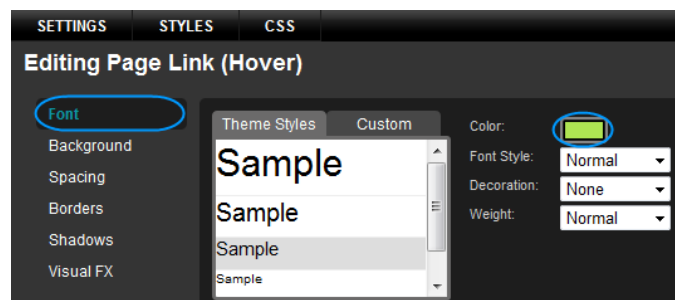 SETTINGS STYLES CSS
Editing Page Link (Hover)
Font
Background
Spacing
Borders
Shadows
Visual FX
Theme Styles Custom
Sample
Sample
Sample
Sample
Color:
Font Style: Normal
Decoration: None
Weight: Normal